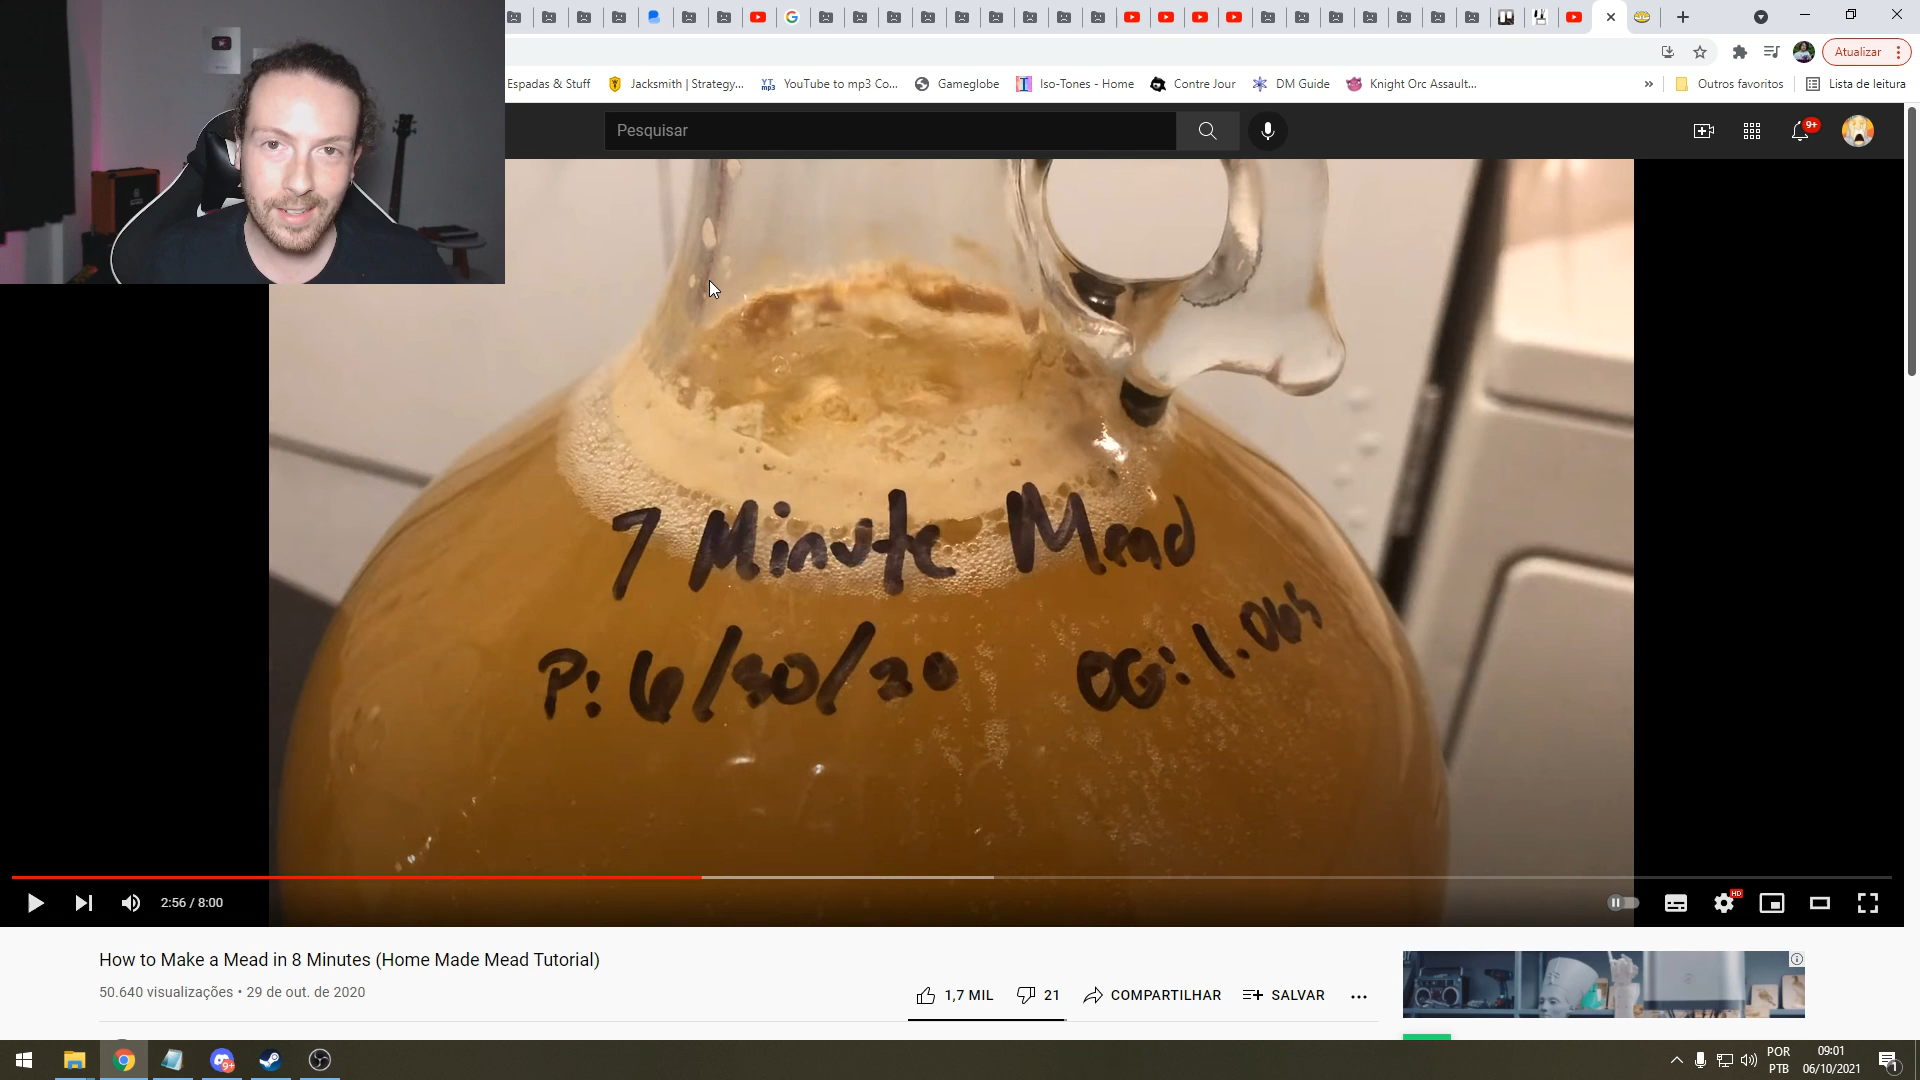 Atualizar
Espadas & Stuff
Jacksmith | Strategy...
YouTube to mp3 Co...
Gameglobe
Iso-Tones - Home
Contre Jour
DM Guide
Knight Orc Assault...
»
Outros favoritos
Lista de leitura
Pesquisar
9+
7 Minute Mead
P: 6/30/20 OG: 1.065
2:56 / 8:00
HD
How to Make a Mead in 8 Minutes (Home Made Mead Tutorial)
50.640 visualizações • 29 de out. de 2020
1,7 MIL
21
COMPARTILHAR
SALVAR
9+
POR
PTB
09:01
06/10/2021
1